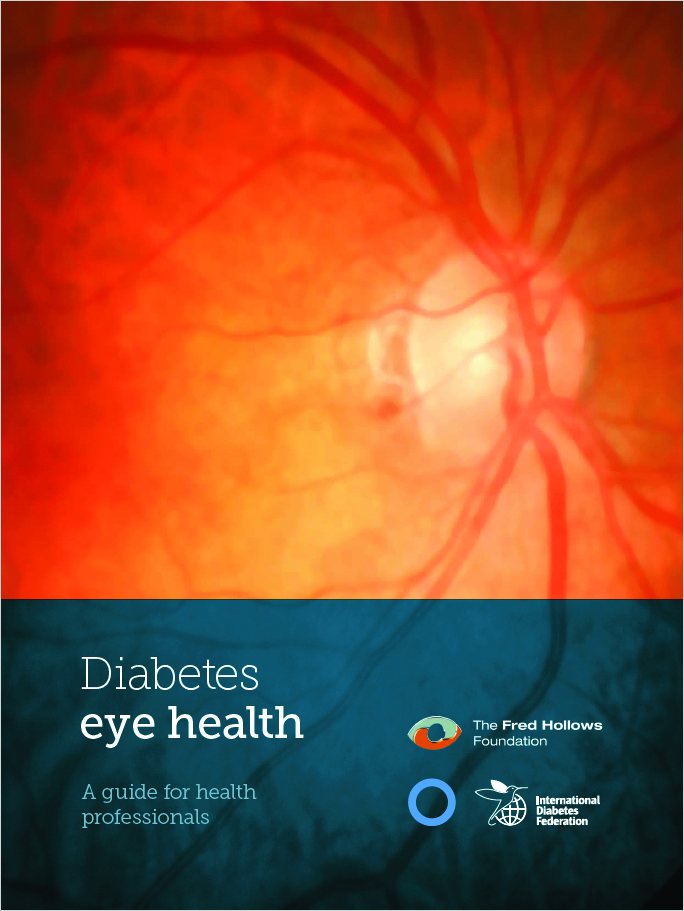 Diabetes
eye health
A guide for health
professionals
The Fred Hollows
Foundation
International
Diabetes
Federation